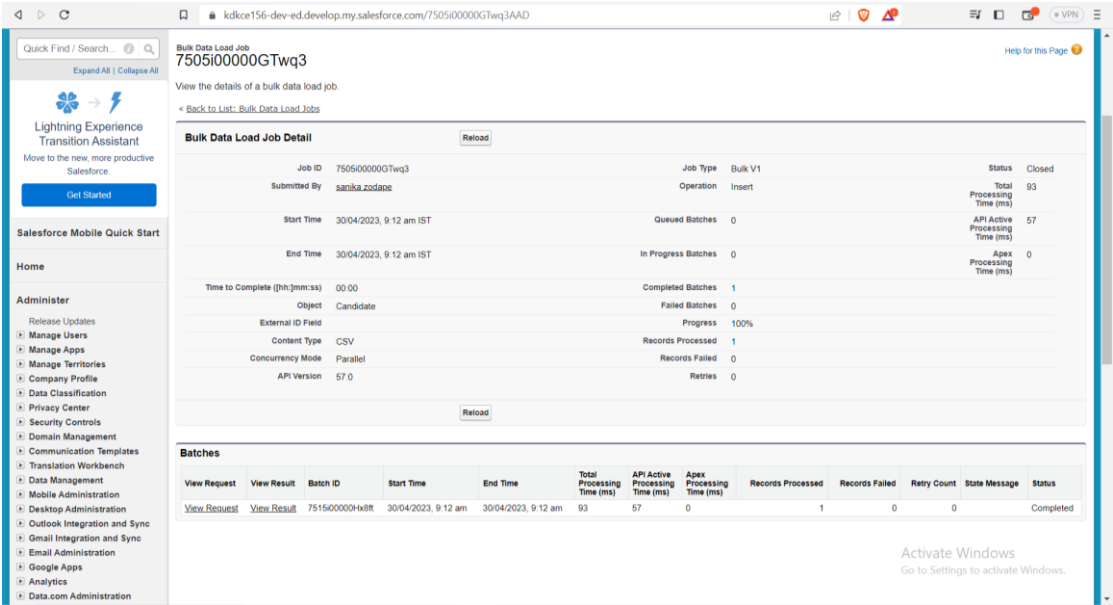 kdkce156-dev-ed.develop.my.salesforce.com/7505i00000GTwq3AAD
VPN
Quick Find / Search...
Expand All | Collapse All
Lightning Experience
Transition Assistant
Move to the new, more productive
Salesforce.
Get Started
Salesforce Mobile Quick Start
Home
Administer
Release Updates
Manage Users
Manage Apps
Manage Territories
Company Profile
Data Classification
Privacy Center
Security Controls
Domain Management
Communication Templates
Translation Workbench
Data Management
Mobile Administration
Desktop Administration
Outlook Integration and Sync
Gmail Integration and Sync
Email Administration
Google Apps
Analytics
Data.com Administration
Bulk Data Load Job
7505i00000GTwq3
Help for this Page
View the details of a bulk data load job.
« Back to List: Bulk Data Load Jobs
Bulk Data Load Job Detail Reload
Job ID 7505i00000GTwq3 Job Type Bulk V1 Status Closed
Submitted By sanika zodape Operation Insert Total Processing Time (ms) 93
Start Time 30/04/2023, 9:12 am IST Queued Batches 0 API Active Processing Time (ms) 57
End Time 30/04/2023, 9:12 am IST In Progress Batches 0 Apex Processing Time (ms) 0
Time to Complete ([hh:]mm:ss) 00:00 Completed Batches 1
Object Candidate Failed Batches 0
External ID Field Progress 100%
Content Type CSV Records Processed 1
Concurrency Mode Parallel Records Failed 0
API Version 57.0 Retries 0
Reload
Batches
View Request View Result Batch ID Start Time End Time Total Processing Time (ms) API Active Processing Time (ms) Apex Processing Time (ms) Records Processed Records Failed Retry Count State Message Status
View Request View Result 7515i00000Hx8ft 30/04/2023, 9:12 am 30/04/2023, 9:12 am 93 57 0 1 0 0 Completed
Activate Windows
Go to Settings to activate Windows.